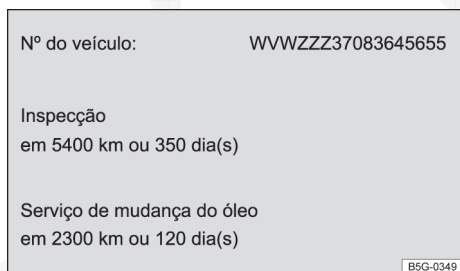 Nº do veículo: WVWZZZ37083645655
Inspecção
em 5400 km ou 350 dia(s)
Serviço de mudança do óleo
em 2300 km ou 120 dia(s)
B5G-0349